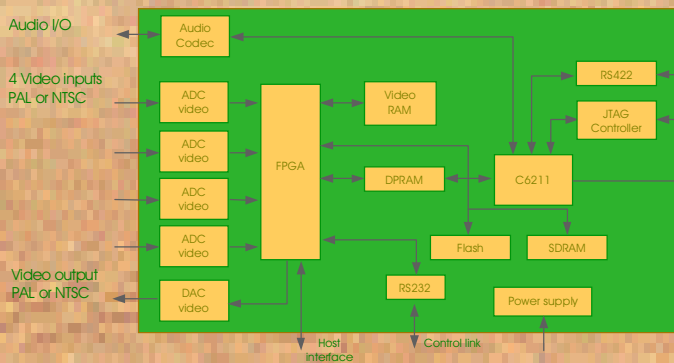 Audio I/O
Audio
Codec
4 Video inputs
PAL or NTSC
ADC
video
ADC
video
ADC
video
ADC
video
Video output
PAL or NTSC
DAC
video
FPGA
Video
RAM
DPRAM
C6211
RS422
JTAG
Controller
Flash
SDRAM
RS232
Power supply
Host
interface
Control link